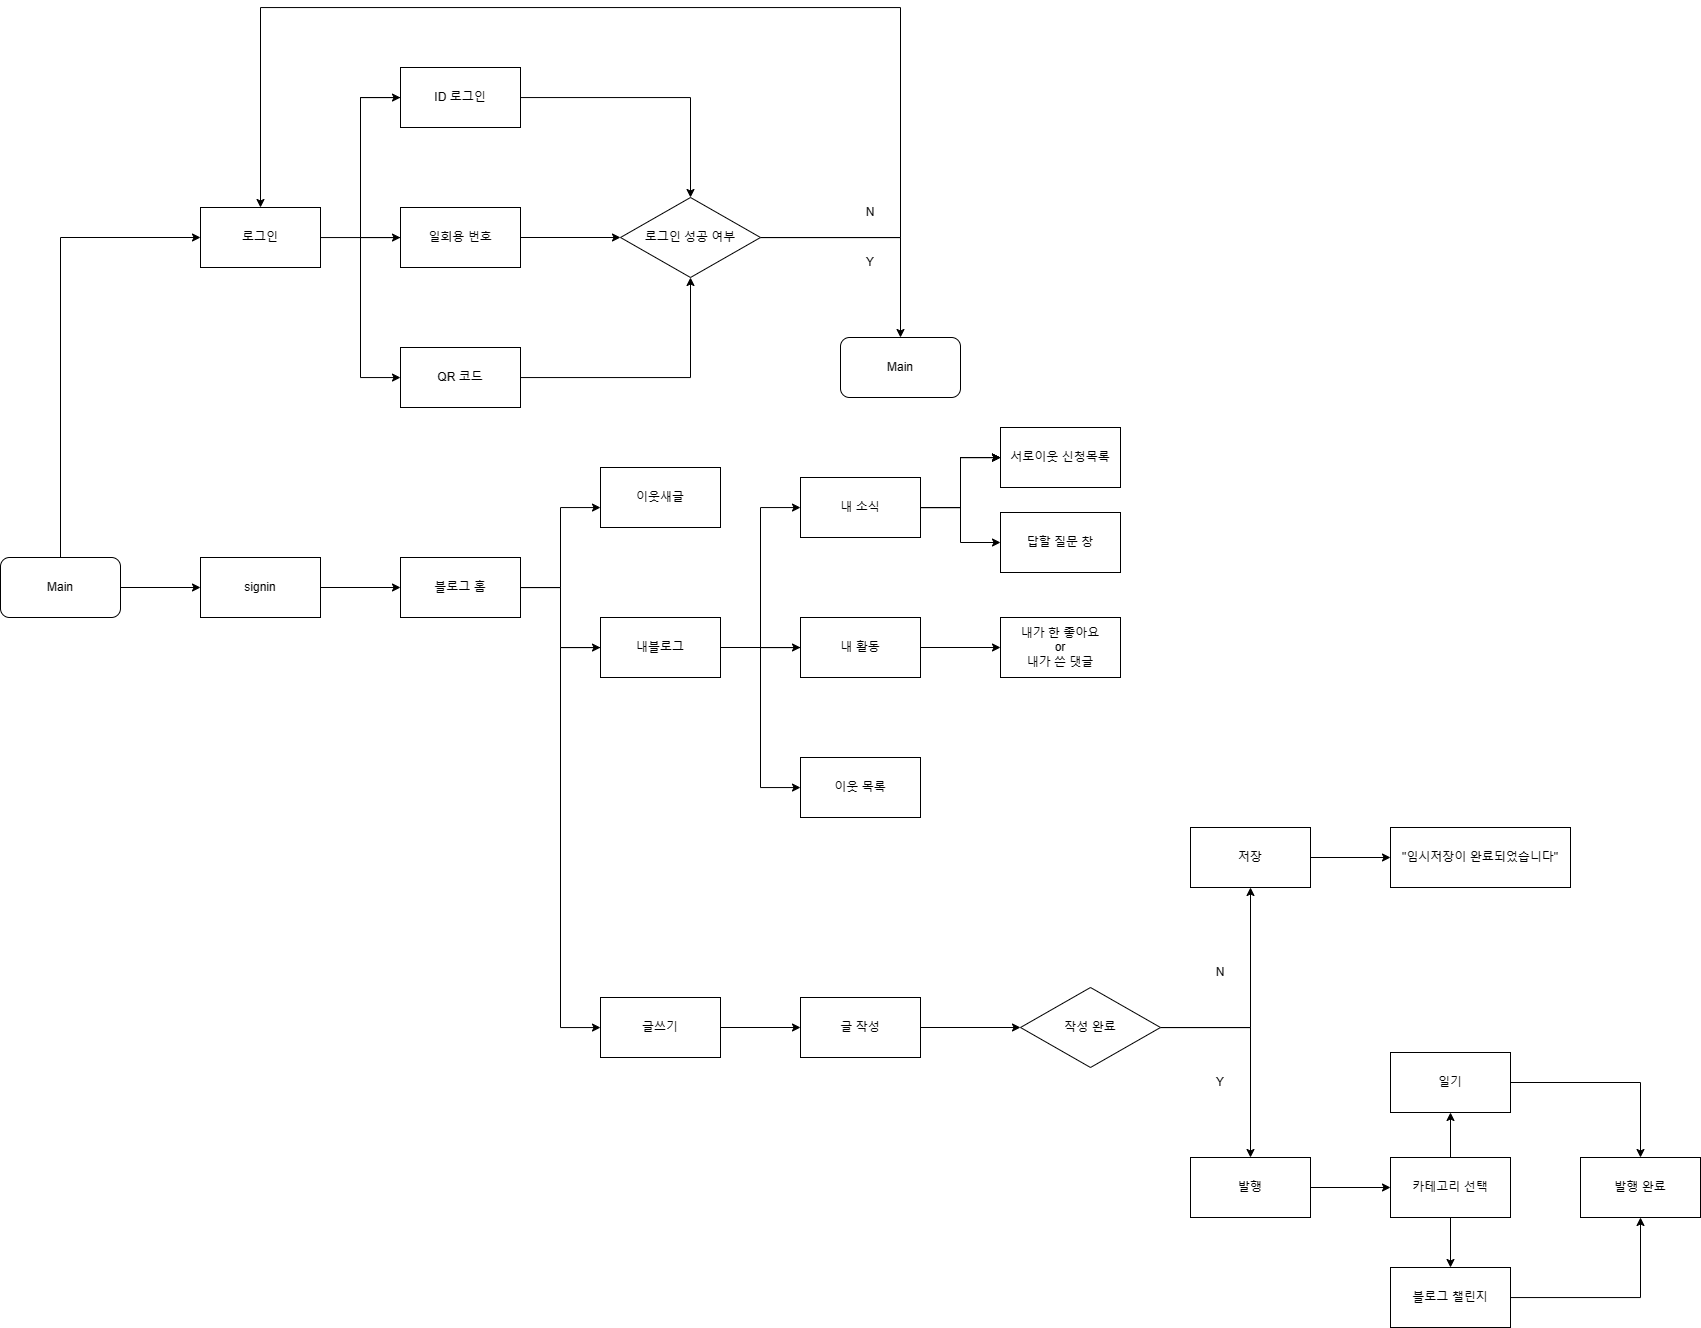 ID 로그인
로그인
일회용 번호
로그인 성공 여부
N
Y
QR 코드
Main
서로이웃 신청목록
이웃새글
내 소식
답할 질문 창
Main
signin
블로그 홈
내블로그
내 활동
내가 한 좋아요
or
내가 쓴 댓글
이웃 목록
저장
"임시저장이 완료되었습니다"
N
글쓰기
글 작성
작성 완료
Y
일기
발행
카테고리 선택
발행 완료
블로그 챌린지